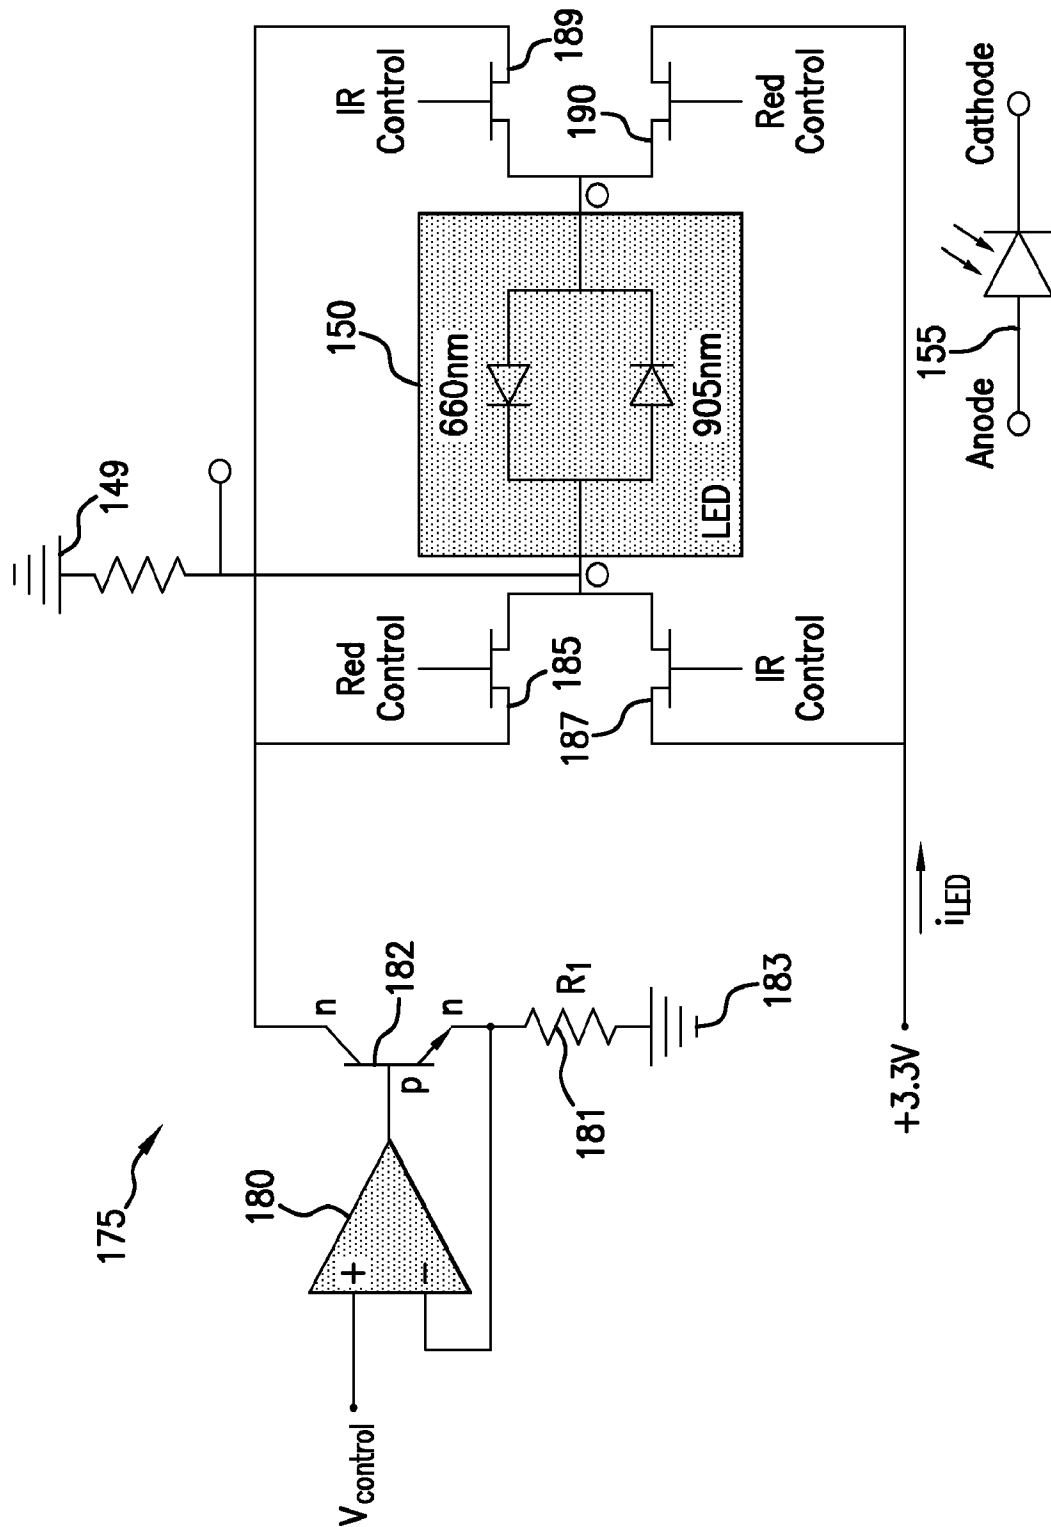 175
V control
+
−
180
p
n
n
182
R1
181
183
+3.3V
iLED
149
Red
Control
185
187
IR
Control
150
660nm
905nm
LED
IR
Control
189
190
Red
Control
Anode
155
Cathode